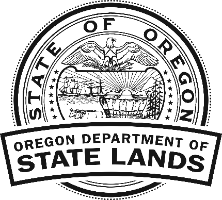 STATE OF OREGON
OREGON DEPARTMENT OF
STATE LANDS